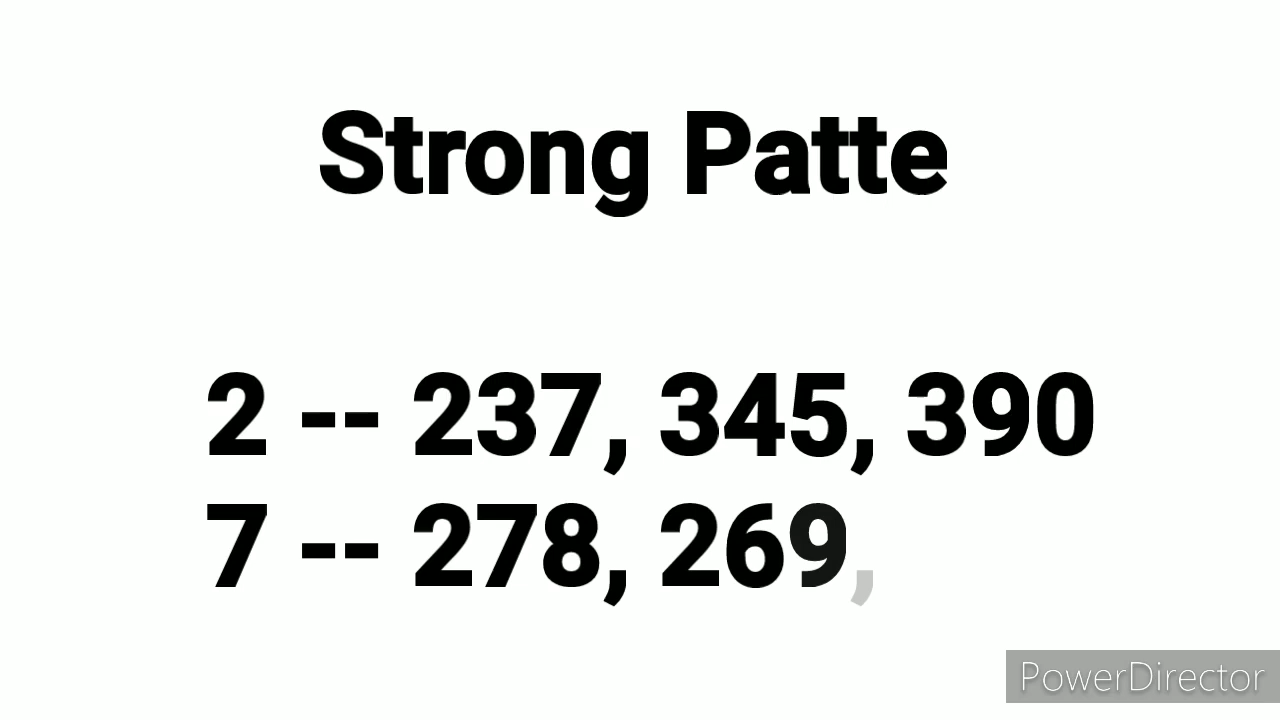 Strong Patte
2 -- 237, 345, 390
7 -- 278, 269,
PowerDirector